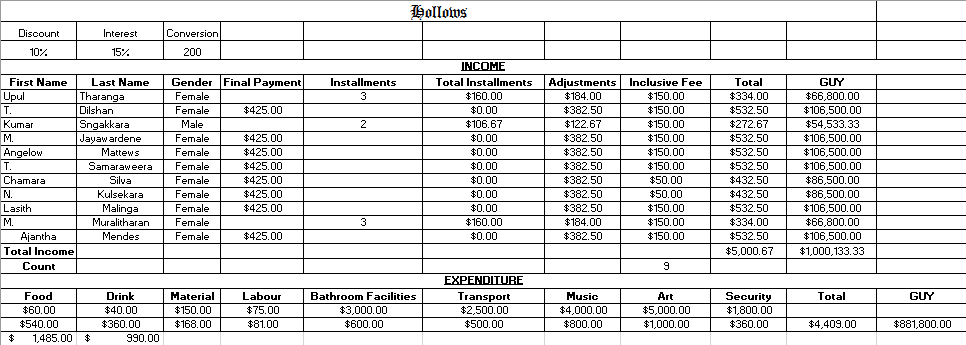 Hollows
Discount Interest Conversion
10% 15% 200
INCOME
First Name Last Name Gender Final Payment Installments Total Installments Adjustments Inclusive Fee Total GUY
Upul Tharanga Female 3 $160.00 $184.00 $150.00 $334.00 $66,800.00
T. Dilshan Female $425.00 $0.00 $382.50 $150.00 $532.50 $106,500.00
Kumar Sngakkara Male 2 $106.67 $122.67 $150.00 $272.67 $54,533.33
M. Jayawardene Female $425.00 $0.00 $382.50 $150.00 $532.50 $106,500.00
Angelow Mattews Female $425.00 $0.00 $382.50 $150.00 $532.50 $106,500.00
T. Samaraweera Female $425.00 $0.00 $382.50 $150.00 $532.50 $106,500.00
Chamara Silva Female $425.00 $0.00 $382.50 $50.00 $432.50 $86,500.00
N. Kulsekara Female $425.00 $0.00 $382.50 $50.00 $432.50 $86,500.00
Lasith Malinga Female $425.00 $0.00 $382.50 $150.00 $532.50 $106,500.00
M. Muralitharan Female 3 $160.00 $184.00 $150.00 $334.00 $66,800.00
Ajantha Mendes Female $425.00 $0.00 $382.50 $150.00 $532.50 $106,500.00
Total Income $5,000.67 $1,000,133.33
Count 9
EXPENDITURE
Food Drink Material Labour Bathroom Facilities Transport Music Art Security Total GUY
$60.00 $40.00 $150.00 $75.00 $3,000.00 $2,500.00 $4,000.00 $5,000.00 $1,800.00
$540.00 $360.00 $168.00 $81.00 $600.00 $500.00 $800.00 $1,000.00 $360.00 $4,409.00 $881,800.00
$ 1,485.00 $ 990.00